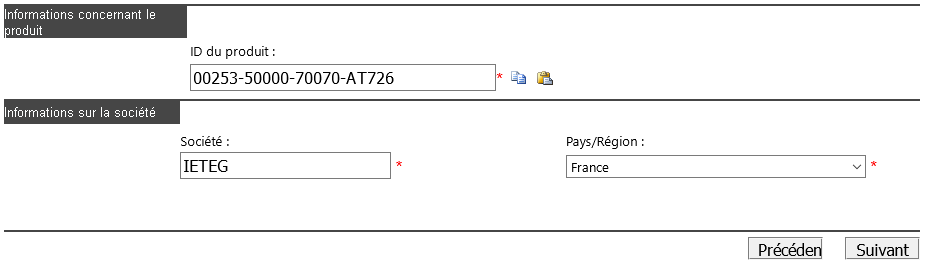 Informations concernant le
produit
ID du produit :
00253-50000-70070-AT726 *
Informations sur la société
Société : Pays/Région :
IETEG * France *
Précéden Suivant